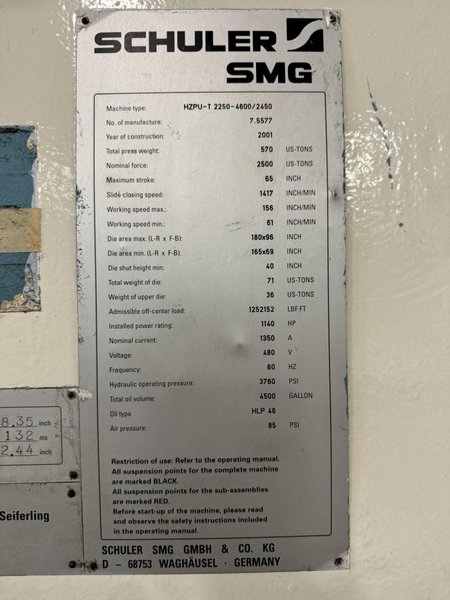 SCHULER
SMG
Machine type: HZPU-T 2250-4600/2450
No. of manufacture: 7.5577
Year of construction: 2001
Total press weight: 570 US-TONS
Nominal force: 2500 US-TONS
Maximum stroke: 65 INCH
Slide closing speed: 1417 INCH/MIN
Working speed max.: 156 INCH/MIN
Working speed min.: 61 INCH/MIN
Die area max. (L-R x F-B): 180x96 INCH
Die area min. (L-R x F-B): 165x69 INCH
Die shut height min: 40 INCH
Total weight of die: 71 US-TONS
Weight of upper die: 36 US-TONS
Admissible off-center load: 1252152 LBF FT
Installed power rating: 1140 HP
Nominal current: 1350 A
Voltage: 480 V
Frequency: 60 HZ
Hydraulic operating pressure: 3760 PSI
Total oil volume: 4500 GALLON
Oil type HLP 46
Air pressure: 85 PSI
Restriction of use: Refer to the operating manual.
All suspension points for the complete machine
are marked BLACK.
All suspension points for the sub-assemblies
are marked RED.
Before start-up of the machine, please read
and observe the safety instructions included
in the operating manual.
SCHULER SMG GMBH & CO. KG
D - 68753 WAGHÄUSEL · GERMANY
8.35 inch
132 ms
2.44 inch
Seiferling